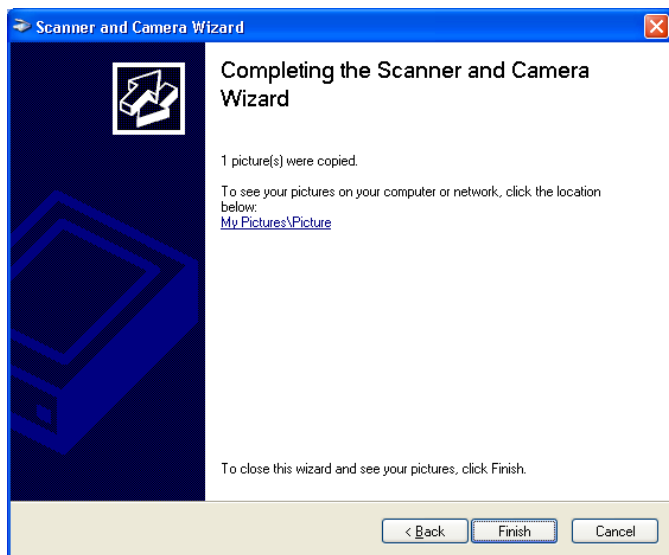 Scanner and Camera Wizard
Completing the Scanner and Camera
Wizard
1 picture(s) were copied.
To see your pictures on your computer or network, click the location
below:
My Pictures\Picture
To close this wizard and see your pictures, click Finish.
< Back
Finish
Cancel